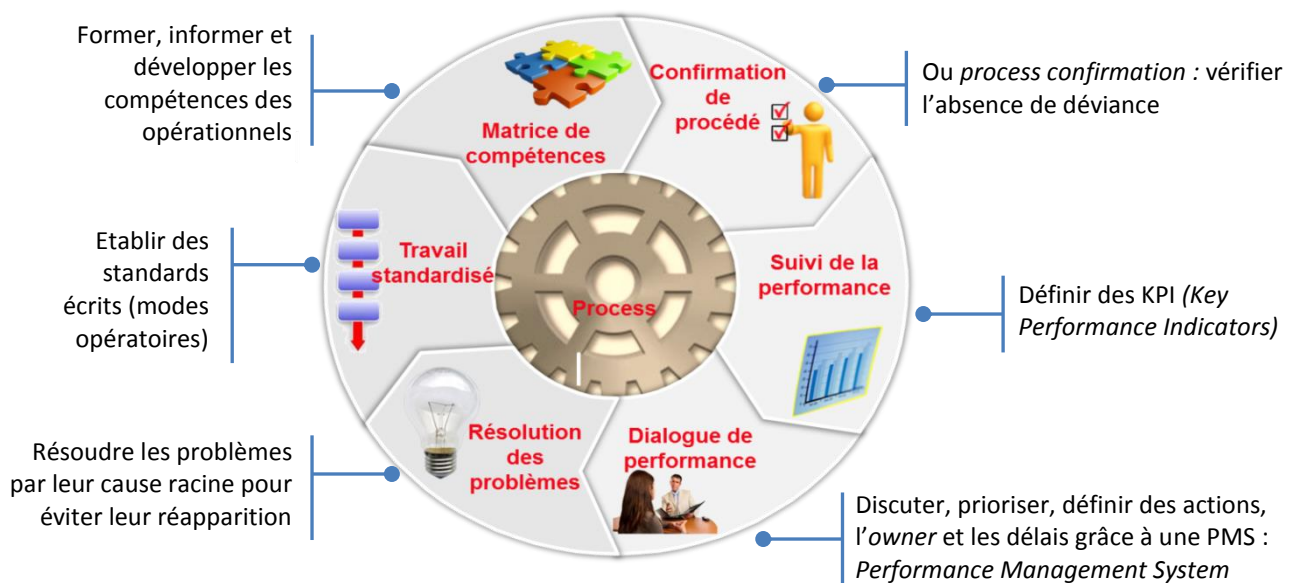 Former, informer et
développer les
compétences des
opérationnels
Matrice de
compétences
Confirmation
de
procédé
Ou process confirmation : vérifier
l’absence de déviance
Etablir des
standards
écrits (modes
opératoires)
Travail
standardisé
Process
Suivi de la
performance
Définir des KPI (Key
Performance Indicators)
Résoudre les problèmes
par leur cause racine pour
éviter leur réapparition
Résolution
des
problèmes
Dialogue de
performance
Discuter, prioriser, définir des actions,
l’owner et les délais grâce à une PMS :
Performance Management System